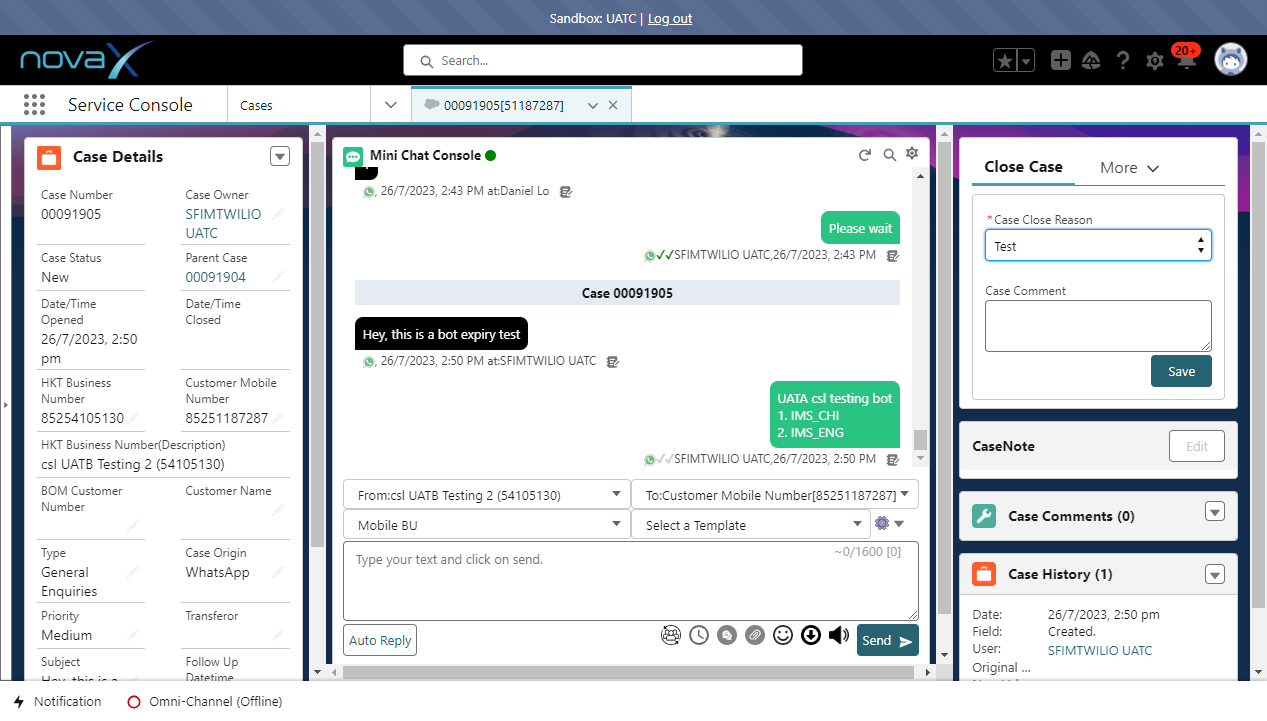 Sandbox: UATC | Log out
novaX
Search...
20+
Service Console
Cases
00091905[51187287]
Case Details
Case Number
00091905
Case Owner
SFIMTWILIO
UATC
Case Status
New
Parent Case
00091904
Date/Time
Opened
26/7/2023, 2:50
pm
Date/Time
Closed
HKT Business
Number
85254105130
Customer Mobile
Number
85251187287
HKT Business Number(Description)
csl UATB Testing 2 (54105130)
BOM Customer
Number
Customer Name
Type
General
Enquiries
Case Origin
WhatsApp
Priority
Medium
Transferor
Subject
Hey, this is a
Follow Up
Datetime
Mini Chat Console
, 26/7/2023, 2:43 PM at:Daniel Lo
Please wait
SFIMTWILIO UATC,26/7/2023, 2:43 PM
Case 00091905
Hey, this is a bot expiry test
, 26/7/2023, 2:50 PM at:SFIMTWILIO UATC
UATA csl testing bot
1. IMS_CHI
2. IMS_ENG
SFIMTWILIO UATC,26/7/2023, 2:50 PM
From:csl UATB Testing 2 (54105130)
To:Customer Mobile Number[85251187287]
Mobile BU
Select a Template
Type your text and click on send.
~0/1600 [0]
Auto Reply
Send
Close Case
More
* Case Close Reason
Test
Case Comment
Save
CaseNote
Edit
Case Comments (0)
Case History (1)
Date:
26/7/2023, 2:50 pm
Field:
Created.
User:
SFIMTWILIO UATC
Original ...
Notification
Omni-Channel (Offline)